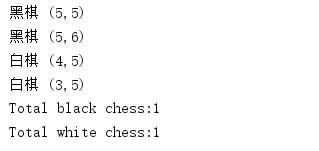 黑棋 (5,5)
黑棋 (5,6)
白棋 (4,5)
白棋 (3,5)
Total black chess:1
Total white chess:1